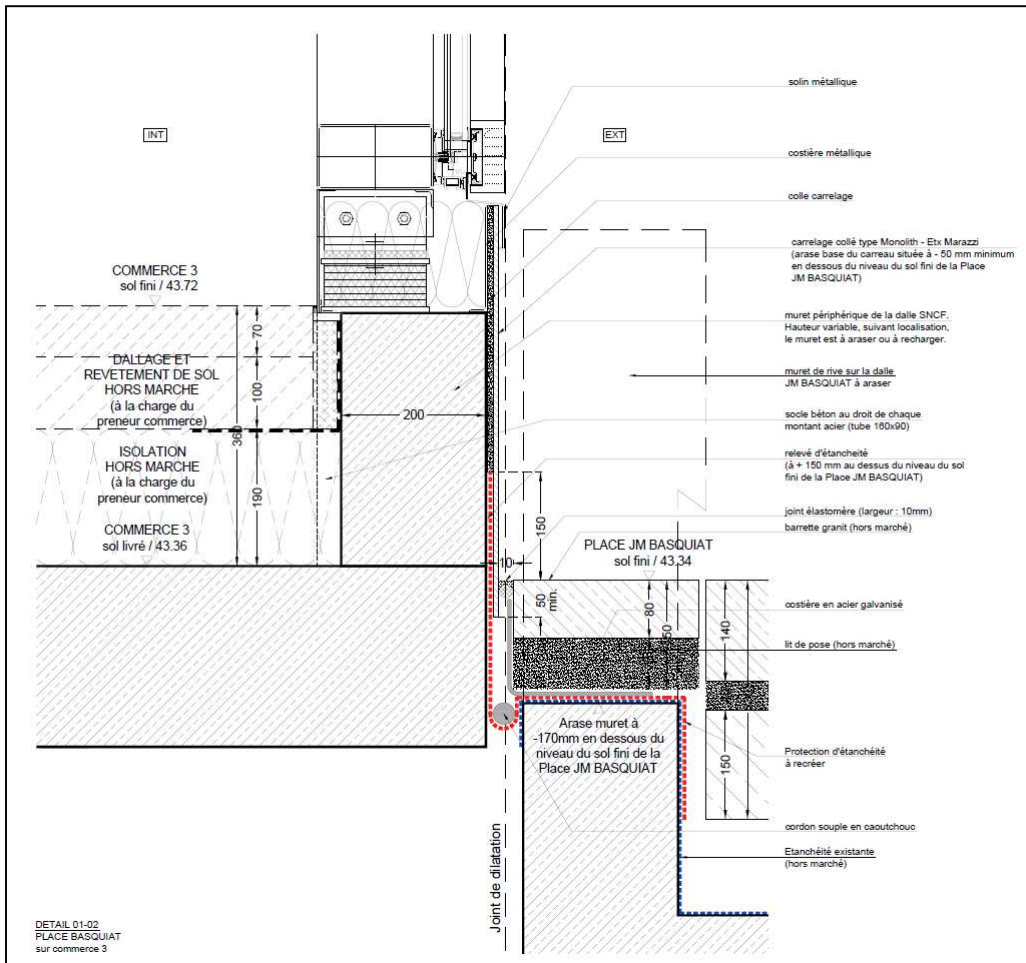 solin métallique
INT
EXT
costière métallique
colle carrelage
carrelage collé type Monolith - Etx Marazzi
(arase base du carreau située à - 50 mm minimum
en dessous du niveau du sol fini de la Place
JM BASQUIAT)
COMMERCE 3
sol fini / 43.72
muret périphérique de la dalle SNCF.
Hauteur variable, suivant localisation,
le muret est à araser ou à recharger.
70
DALLAGE ET
REVETEMENT DE SOL
HORS MARCHE
(à la charge du
preneur commerce)
100
muret de rive sur la dalle
JM BASQUIAT à araser
200
socle béton au droit de chaque
montant acier (tube 160x90)
360
ISOLATION
HORS MARCHE
(à la charge du
preneur commerce)
190
relevé d'étancheité
(à + 150 mm au dessus du niveau du sol
fini de la Place JM BASQUIAT)
150
joint élastomère (largeur : 10mm)
barrette granit (hors marché)
COMMERCE 3
sol livré / 43.36
PLACE JM BASQUIAT
sol fini / 43.34
10
50
min.
80
50
140
costière en acier galvanisé
lit de pose (hors marché)
Arase muret à
-170mm en dessous du
niveau du sol fini de la
Place JM BASQUIAT
150
Protection d'étanchéité
à recréer
cordon souple en caoutchouc
Etanchéité existante
(hors marché)
Joint de dilatation
DETAIL 01-02
PLACE BASQUIAT
sur commerce 3